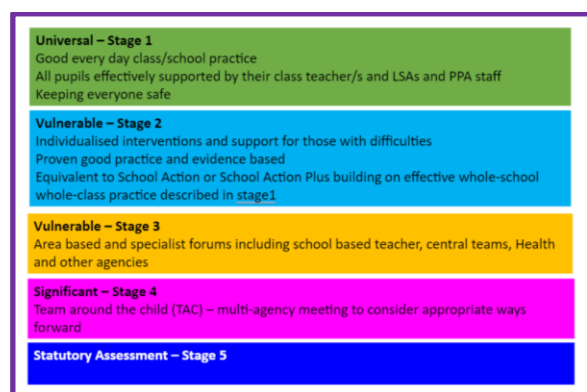 Universal – Stage 1
Good every day class/school practice
All pupils effectively supported by their class teacher/s and LSAs and PPA staff
Keeping everyone safe
Vulnerable – Stage 2
Individualised interventions and support for those with difficulties
Proven good practice and evidence based
Equivalent to School Action or School Action Plus building on effective whole-school
whole-class practice described in stage1
Vulnerable – Stage 3
Area based and specialist forums including school based teacher, central teams, Health
and other agencies
Significant – Stage 4
Team around the child (TAC) – multi-agency meeting to consider appropriate ways
forward
Statutory Assessment – Stage 5